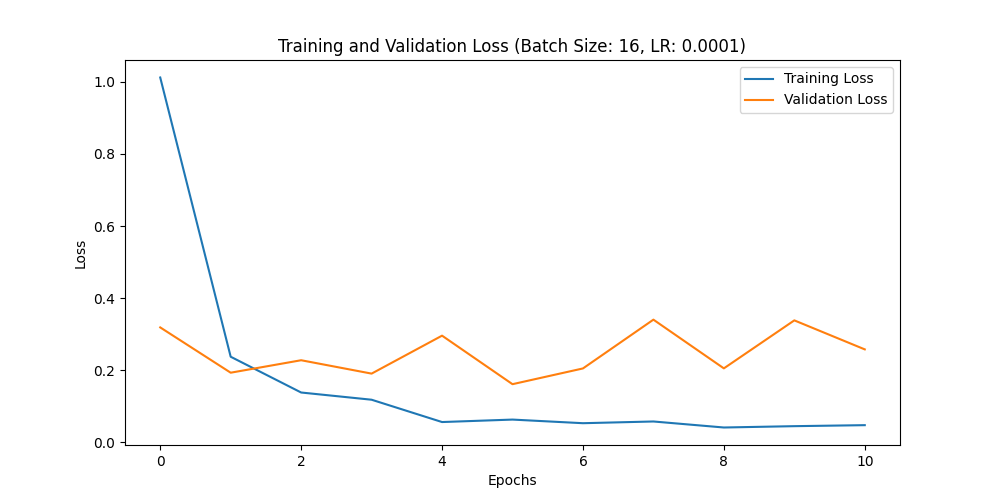 Training and Validation Loss (Batch Size: 16, LR: 0.0001)
Training Loss
Validation Loss
Loss
1.0
0.8
0.6
0.4
0.2
0.0
0 2 4 6 8 10
Epochs